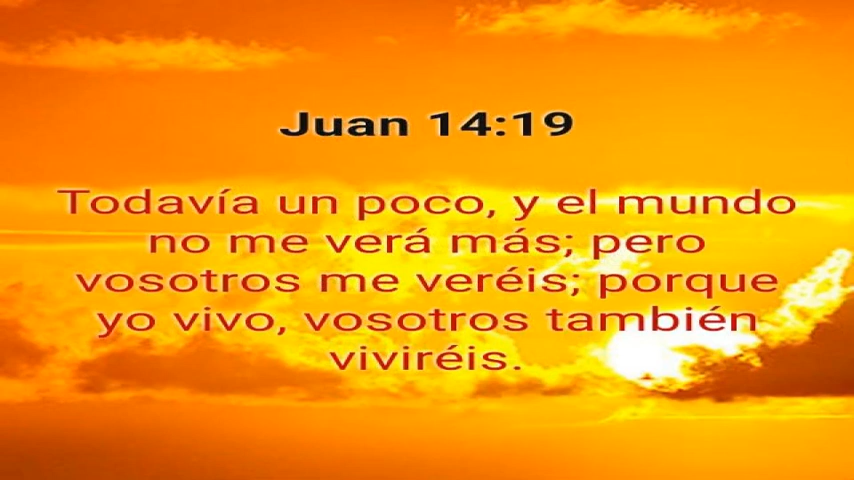 Juan 14:19
Todavía un poco, y el mundo
no me verá más; pero
vosotros me veréis; porque
yo vivo, vosotros también
viviréis.